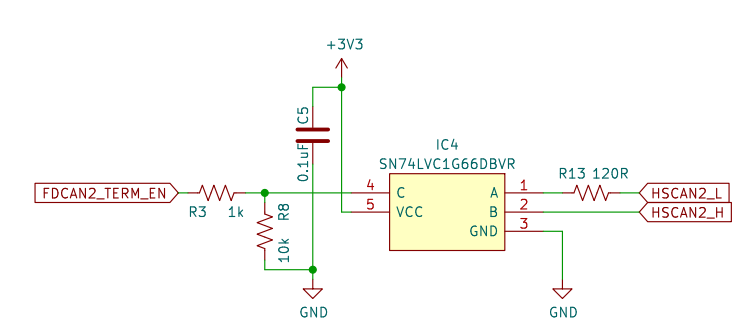 +3V3
C5
0.1uF
IC4
SN74LVC1G66DBVR
R13 120R
FDCAN2_TERM_EN
R3 1k
R8
10k
4 C
5 VCC
A 1
B 2
GND 3
HSCAN2_L
HSCAN2_H
GND
GND